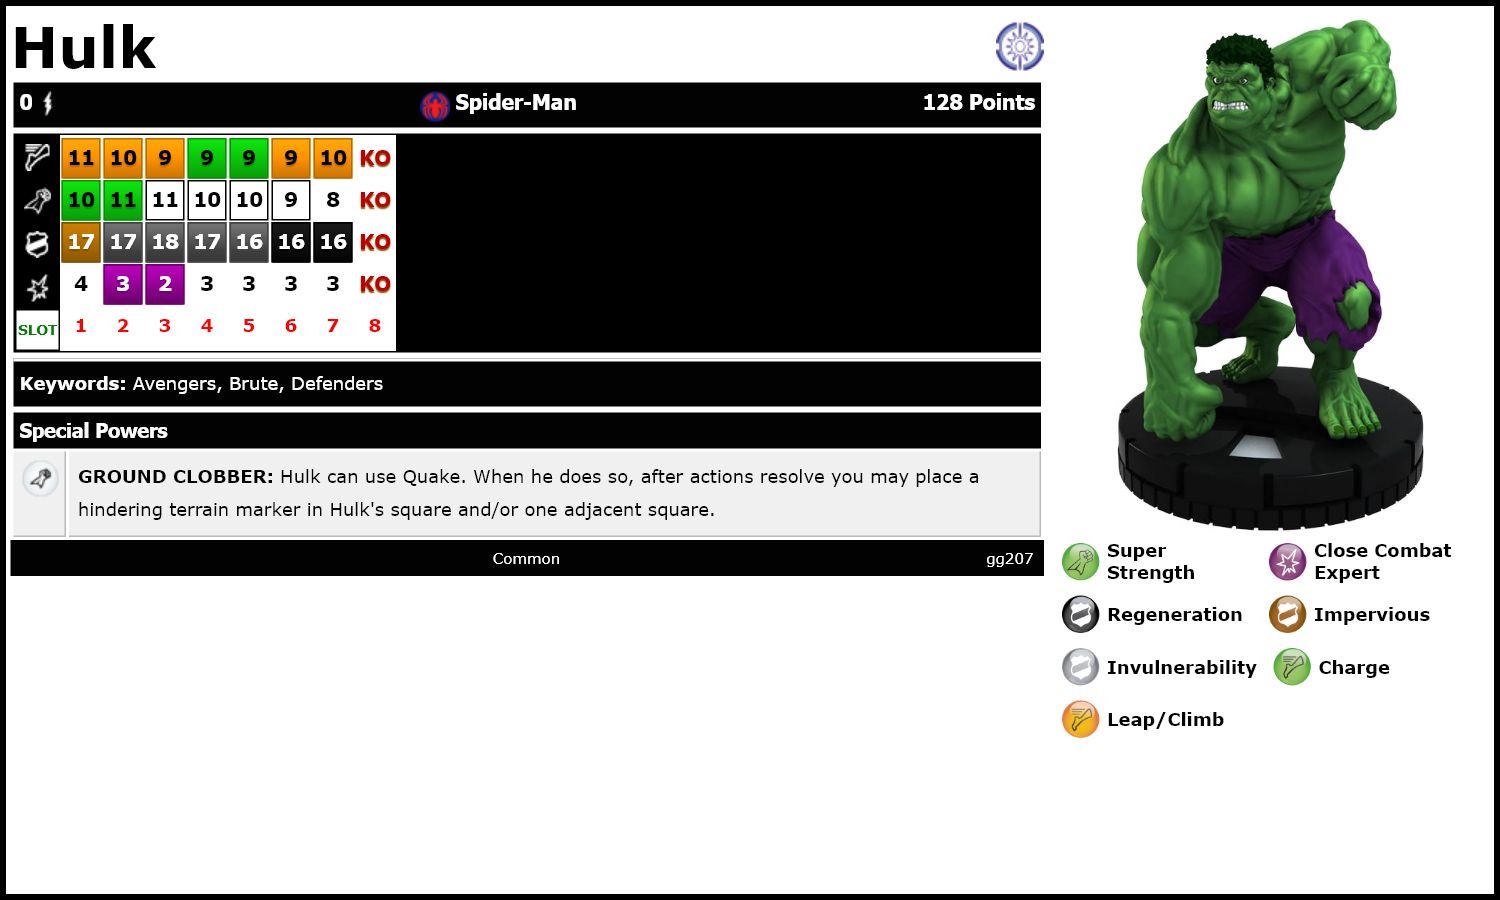 Hulk
0 Spider-Man 128 Points
11 10 9 9 9 9 10 KO
10 11 11 10 10 9 8 KO
17 17 18 17 16 16 16 KO
4 3 2 3 3 3 3 KO
SLOT 1 2 3 4 5 6 7 8
Keywords: Avengers, Brute, Defenders
Special Powers
GROUND CLOBBER: Hulk can use Quake. When he does so, after actions resolve you may place a
hindering terrain marker in Hulk's square and/or one adjacent square.
Common gg207
Super
Strength
Close Combat
Expert
Regeneration
Impervious
Invulnerability
Charge
Leap/Climb